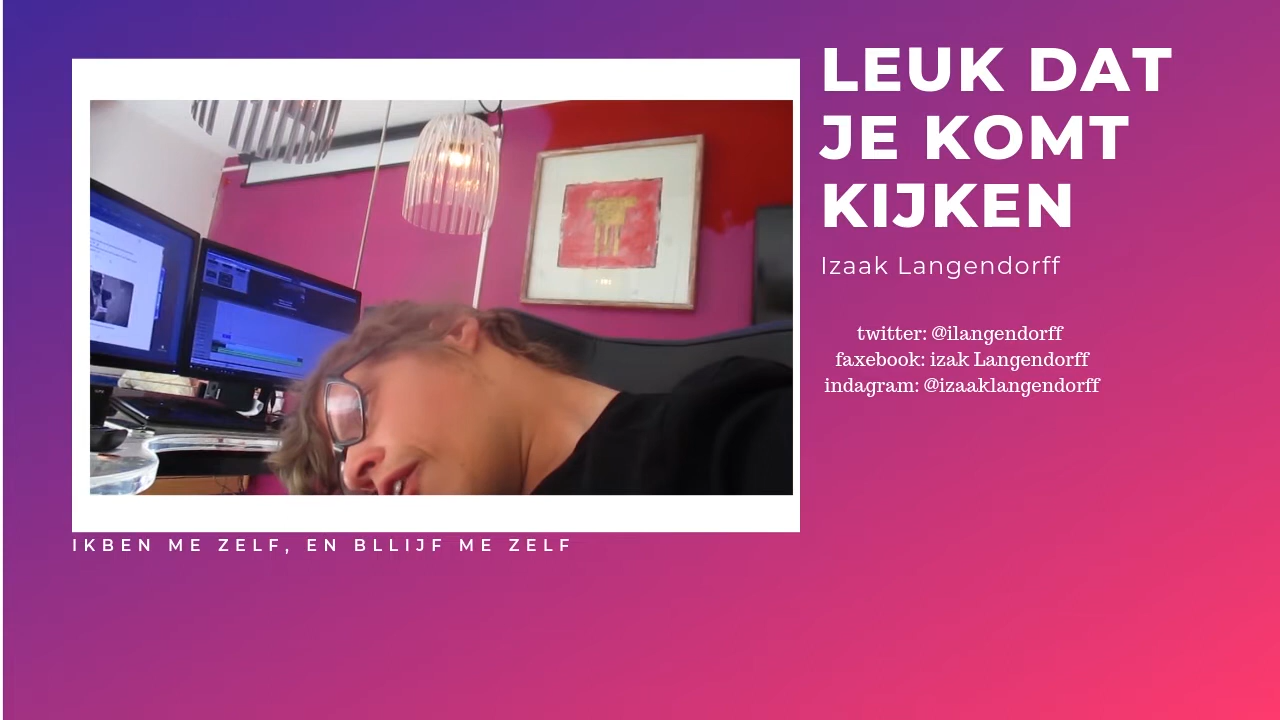 LEUK DAT
JE KOMT
KIJKEN
Izaak Langendorff
twitter: @ilangendorff
faxebook: izak Langendorff
indagram: @izaaklangendorff
IKBEN ME ZELF, EN BLLIJF ME ZELF